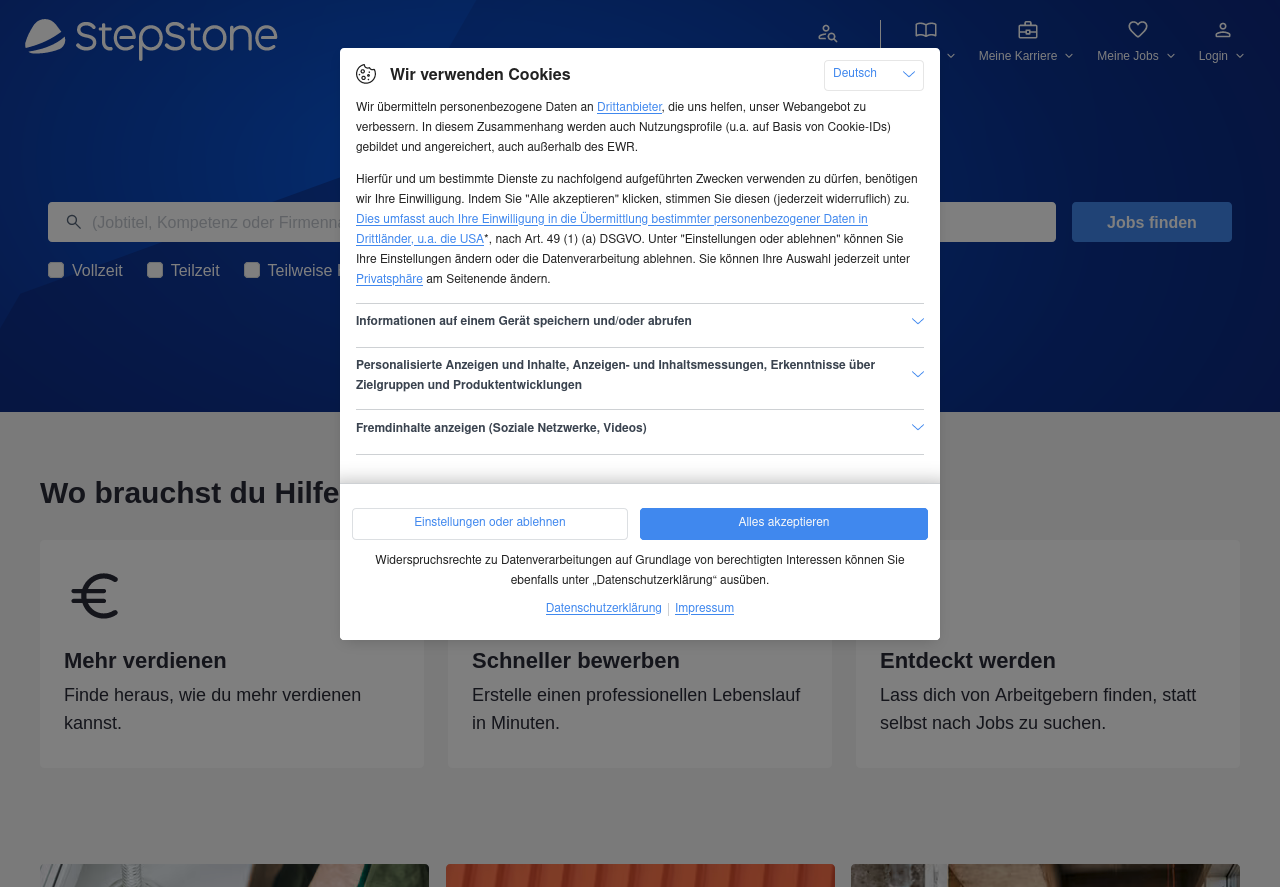 StepStone
Meine Karriere
Meine Jobs
Login
Wir verwenden Cookies
Deutsch
Wir übermitteln personenbezogene Daten an Drittanbieter, die uns helfen, unser Webangebot zu
verbessern. In diesem Zusammenhang werden auch Nutzungsprofile (u.a. auf Basis von Cookie-IDs)
gebildet und angereichert, auch außerhalb des EWR.
Hierfür und um bestimmte Dienste zu nachfolgend aufgeführten Zwecken verwenden zu dürfen, benötigen
wir Ihre Einwilligung. Indem Sie "Alle akzeptieren" klicken, stimmen Sie diesen (jederzeit widerruflich) zu.
Dies umfasst auch Ihre Einwilligung in die Übermittlung bestimmter personenbezogener Daten in
Drittländer, u.a. die USA*, nach Art. 49 (1) (a) DSGVO. Unter "Einstellungen oder ablehnen" können Sie
Ihre Einstellungen ändern oder die Datenverarbeitung ablehnen. Sie können Ihre Auswahl jederzeit unter
Privatsphäre am Seitenende ändern.
Informationen auf einem Gerät speichern und/oder abrufen
Personalisierte Anzeigen und Inhalte, Anzeigen- und Inhaltsmessungen, Erkenntnisse über
Zielgruppen und Produktentwicklungen
Fremdinhalte anzeigen (Soziale Netzwerke, Videos)
Einstellungen oder ablehnen
Alles akzeptieren
Widerspruchsrechte zu Datenverarbeitungen auf Grundlage von berechtigten Interessen können Sie
ebenfalls unter „Datenschutzerklärung“ ausüben.
Datenschutzerklärung | Impressum
(Jobtitel, Kompetenz oder
Jobs finden
Vollzeit
Teilzeit
Teilweise
Wo brauchst du Hilfe
Mehr verdienen
Finde heraus, wie du mehr verdienen
kannst.
Schneller bewerben
Erstelle einen professionellen Lebenslauf
in Minuten.
Entdeckt werden
Lass dich von Arbeitgebern finden, statt
selbst nach Jobs zu suchen.